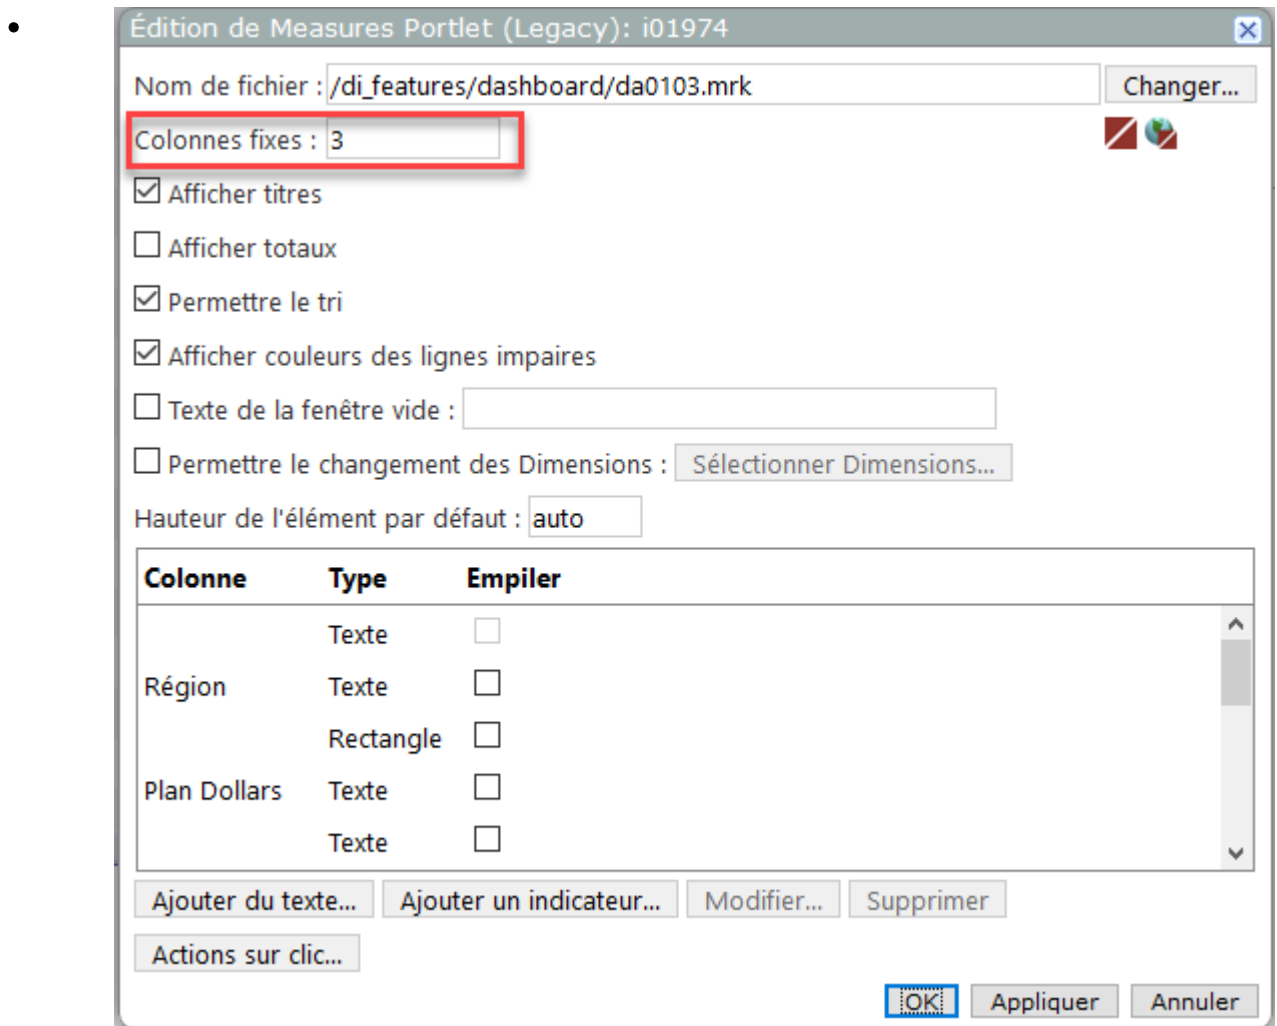 Édition de Measures Portlet (Legacy): i01974
Nom de fichier : /di_features/dashboard/da0103.mrk Changer...
Colonnes fixes : 3
Afficher titres
Afficher totaux
Permettre le tri
Afficher couleurs des lignes impaires
Texte de la fenêtre vide :
Permettre le changement des Dimensions : Sélectionner Dimensions...
Hauteur de l'élément par défaut : auto
Colonne Type Empiler
Texte
Région Texte
Rectangle
Plan Dollars Texte
Texte
Ajouter du texte... Ajouter un indicateur... Modifier... Supprimer
Actions sur clic...
OK Appliquer Annuler